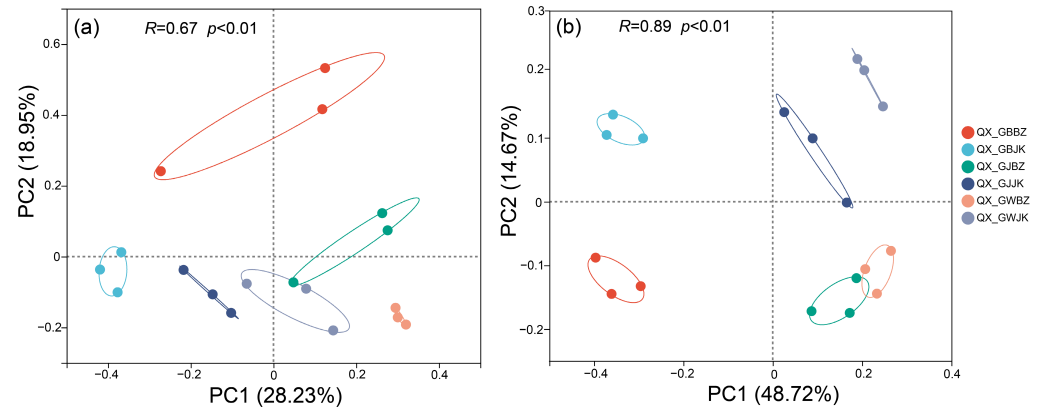 (a)
R=0.67 p<0.01
0.6
0.4
0.2
0
−0.2
−0.4
−0.2
0
0.2
0.4
PC2 (18.95%)
PC1 (28.23%)
(b)
R=0.89 p<0.01
0.3
0.2
0.1
0
−0.1
−0.2
−0.4
−0.2
0
0.2
0.4
PC2 (14.67%)
PC1 (48.72%)
QX_GBBZ
QX_GBJK
QX_GJBZ
QX_GJJK
QX_GWBZ
QX_GWJK